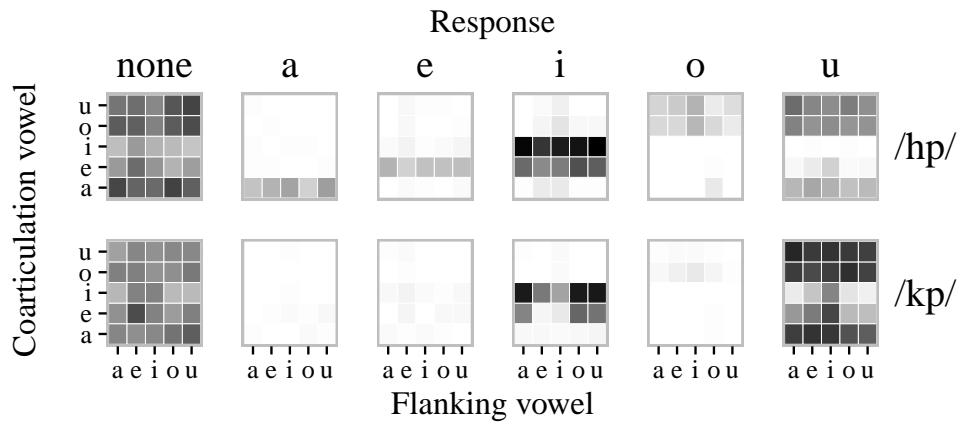 Response
none a e i o u
Coarticulation vowel
u
o
i
e
a
/hp/
u
o
i
e
a
/kp/
a e i o u a e i o u a e i o u a e i o u a e i o u a e i o u
Flanking vowel